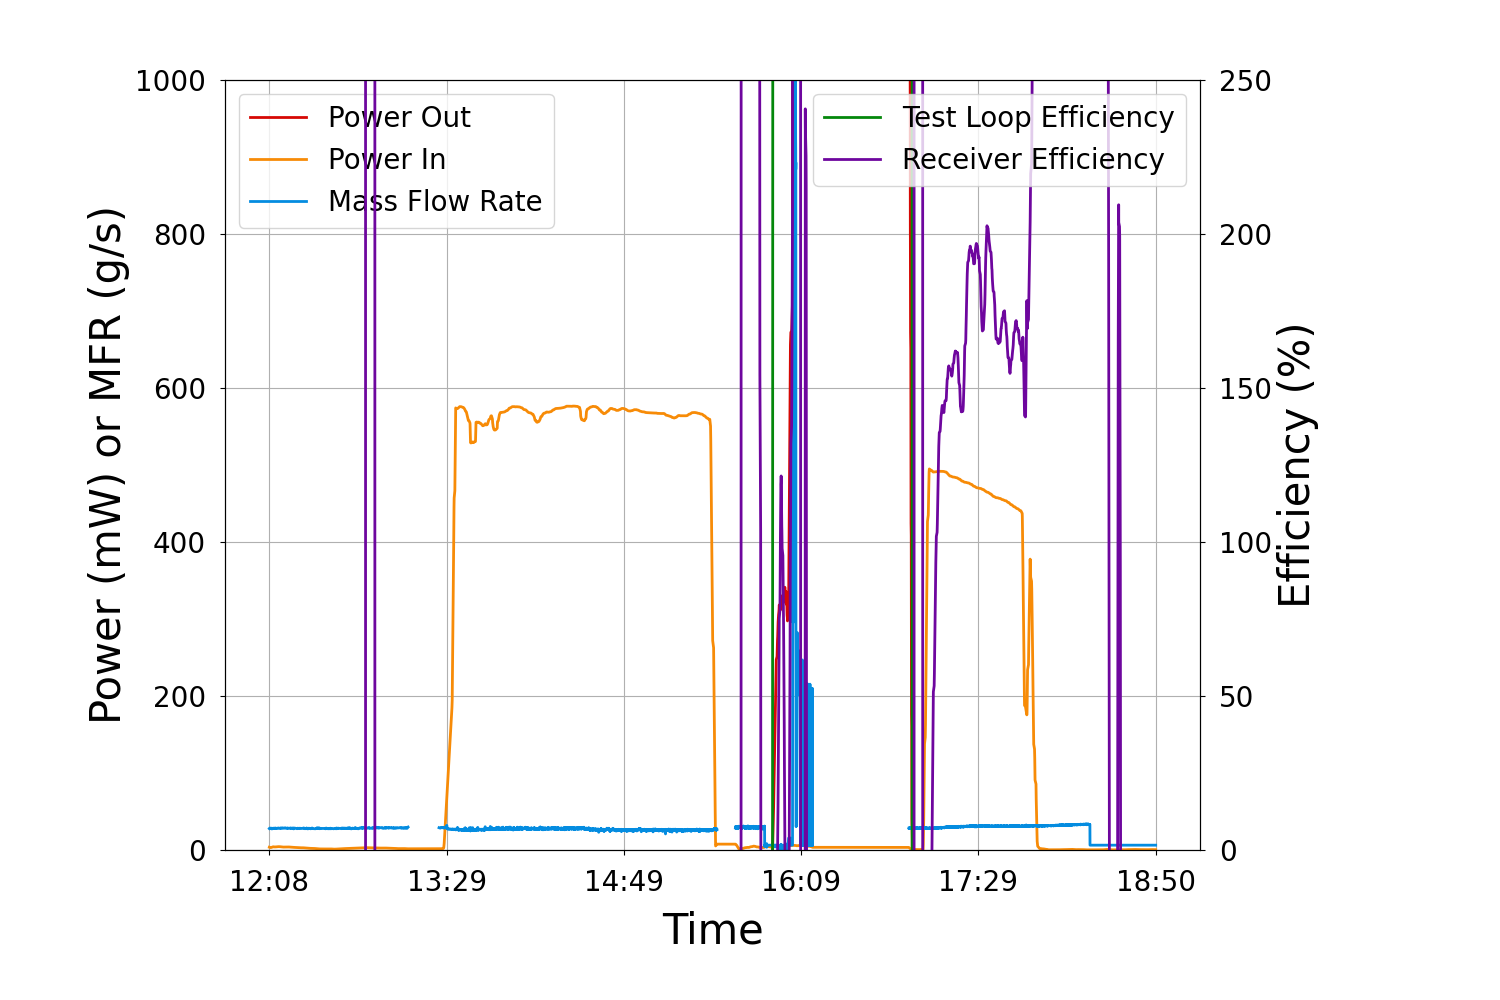 1000
800
600
400
200
0
Power (mW) or MFR (g/s)
Power Out
Power In
Mass Flow Rate
Test Loop Efficiency
Receiver Efficiency
250
200
150
100
50
0
Efficiency (%)
12:08 13:29 14:49 16:09 17:29 18:50
Time